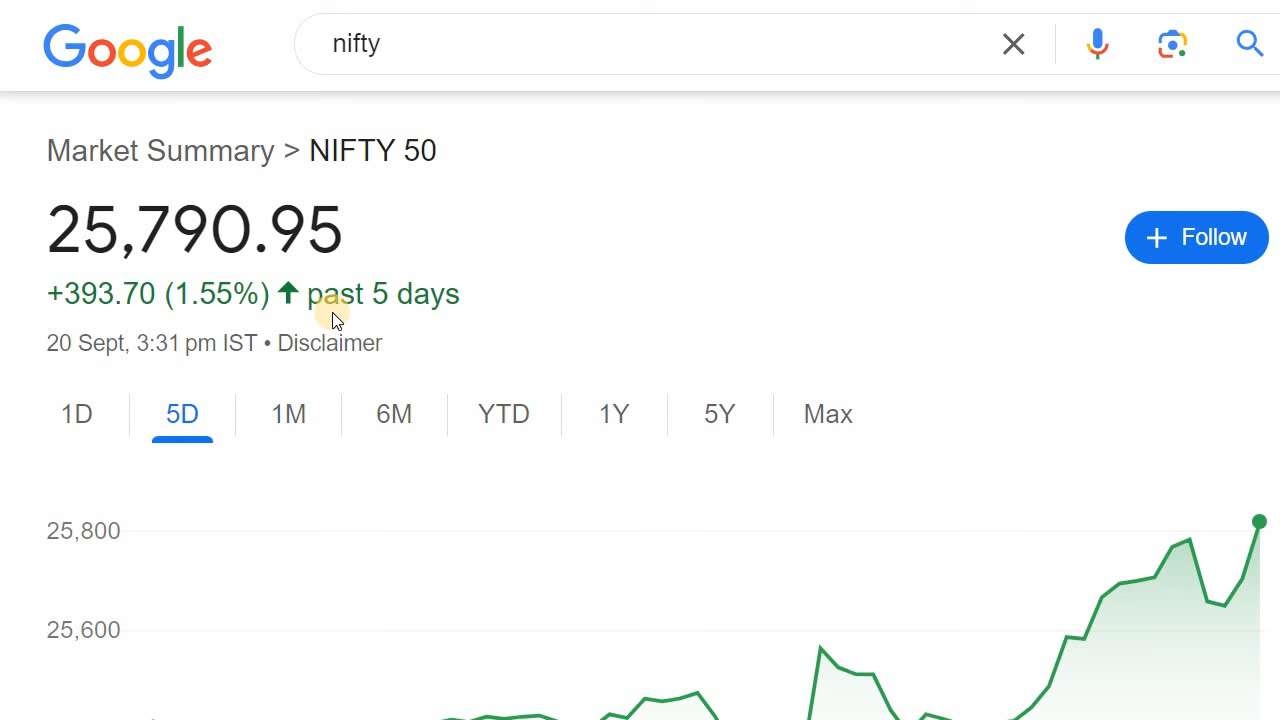 Google
nifty
Market Summary > NIFTY 50
25,790.95
+ Follow
+393.70 (1.55%) ↑ past 5 days
20 Sept, 3:31 pm IST • Disclaimer
1D 5D 1M 6M YTD 1Y 5Y Max
25,800
25,600